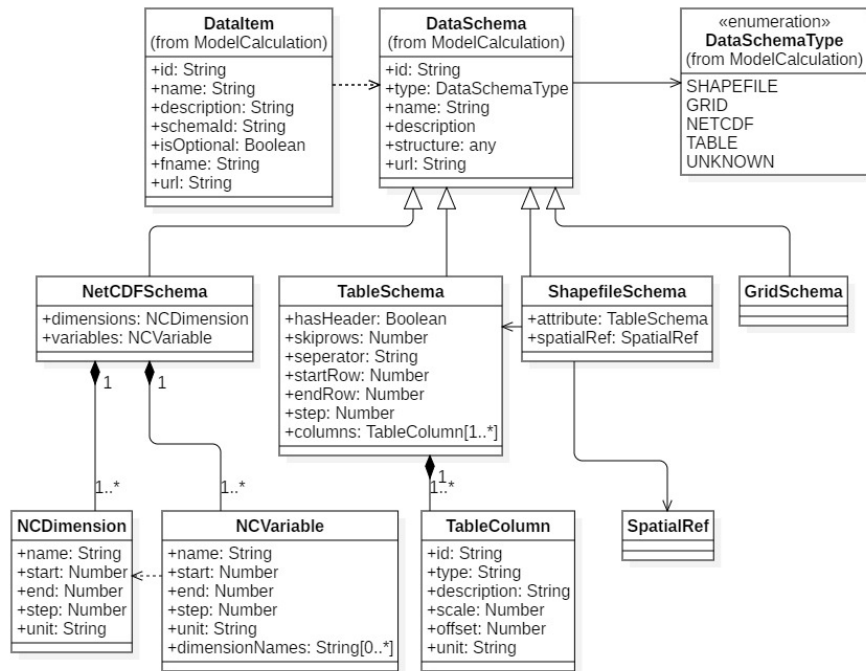 DataItem
(from ModelCalculation)
+id: String
+name: String
+description: String
+schemaId: String
+isOptional: Boolean
+fname: String
+url: String
DataSchema
(from ModelCalculation)
+id: String
+type: DataSchemaType
+name: String
+description
+structure: any
+url: String
«enumeration»
DataSchemaType
(from ModelCalculation)
SHAPEFILE
GRID
NETCDF
TABLE
UNKNOWN
NetCDFSchema
+dimensions: NCDimension
+variables: NCVariable
TableSchema
+hasHeader: Boolean
+skiprows: Number
+seperator: String
+startRow: Number
+endRow: Number
+step: Number
+columns: TableColumn[1..*]
ShapefileSchema
+attribute: TableSchema
+spatialRef: SpatialRef
GridSchema
1
1
1
1..*
1..*
1..*
NCDimension
+name: String
+start: Number
+end: Number
+step: Number
+unit: String
NCVariable
+name: String
+start: Number
+end: Number
+step: Number
+unit: String
+dimensionNames: String[0..*]
TableColumn
+id: String
+type: String
+description: String
+scale: Number
+offset: Number
+unit: String
SpatialRef